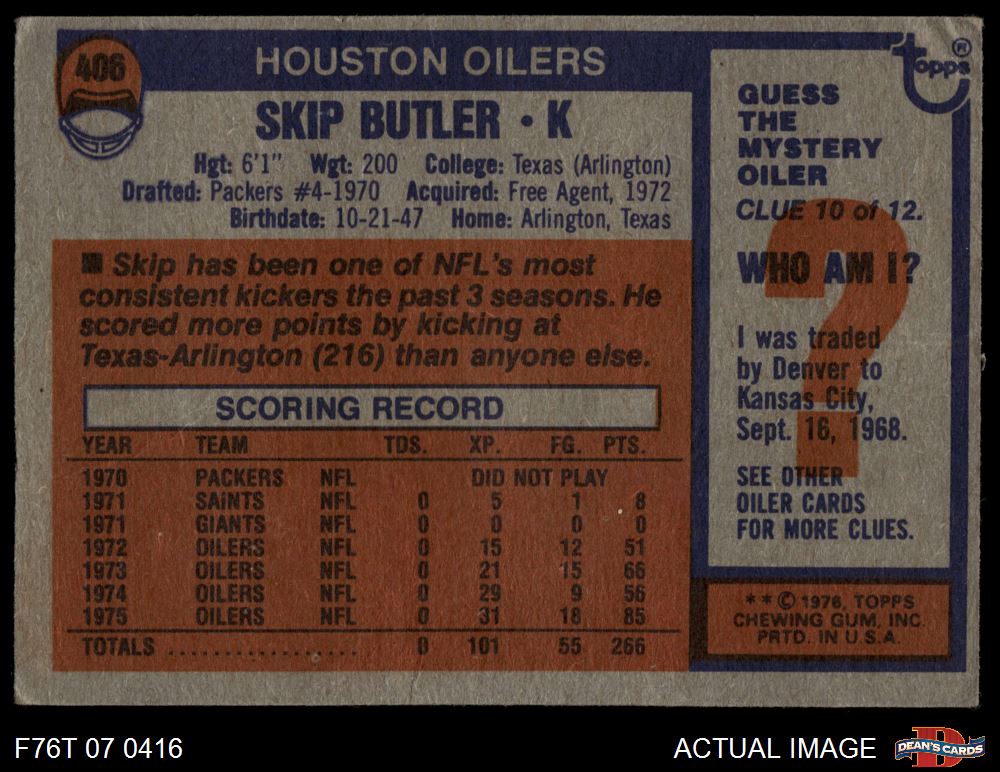 406
HOUSTON OILERS
SKIP BUTLER • K
Hgt: 6'1" Wgt: 200 College: Texas (Arlington)
Drafted: Packers #4-1970 Acquired: Free Agent, 1972
Birthdate: 10-21-47 Home: Arlington, Texas
■ Skip has been one of NFL's most
consistent kickers the past 3 seasons. He
scored more points by kicking at
Texas-Arlington (216) than anyone else.
SCORING RECORD
YEAR TEAM TDS. XP. FG. PTS.
1970 PACKERS NFL DID NOT PLAY
1971 SAINTS NFL 0 5 1 8
1971 GIANTS NFL 0 0 0 0
1972 OILERS NFL 0 15 12 51
1973 OILERS NFL 0 21 15 66
1974 OILERS NFL 0 29 9 56
1975 OILERS NFL 0 31 18 85
TOTALS .................. 0 101 55 266
topps ®
GUESS
THE
MYSTERY
OILER
CLUE 10 of 12.
WHO AM I?
?
I was traded
by Denver to
Kansas City,
Sept. 16, 1968.
SEE OTHER
OILER CARDS
FOR MORE CLUES.
* * © 1976, TOPPS
CHEWING GUM, INC.
PRTD. IN U.S.A.
F76T 07 0416
ACTUAL IMAGE
D
DEAN'S CARDS